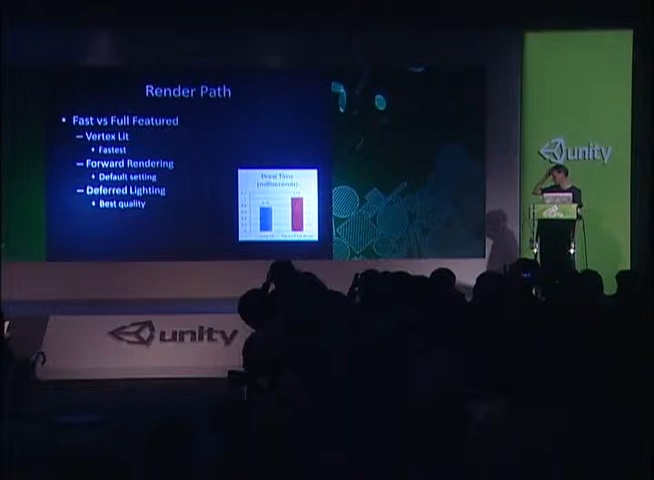 Render Path
• Fast vs Full Featured
– Vertex Lit
• Fastest
– Forward Rendering
• Default setting
– Deferred Lighting
• Best quality
Draw Time
(milliseconds)
unity
unity